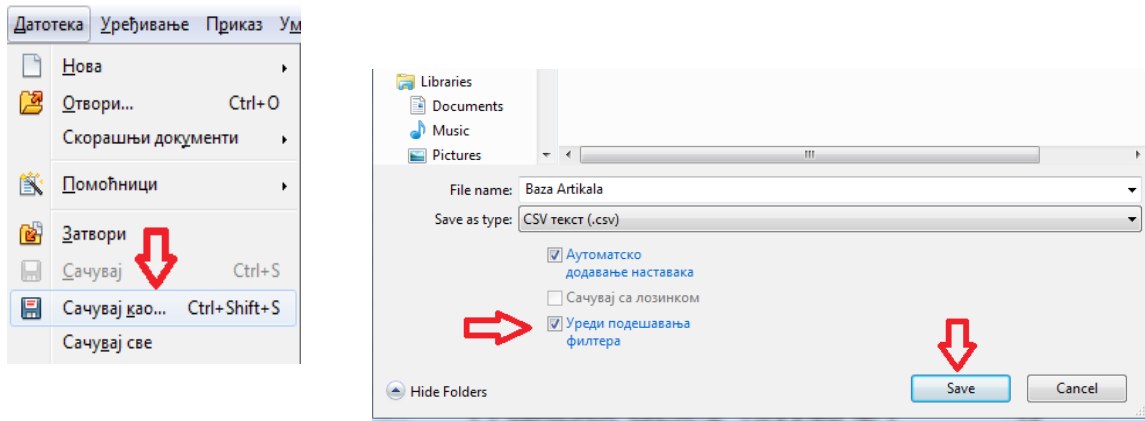 Датотека Уређивање Приказ Ум
Нова
Отвори... Ctrl+O
Скорашњи документи
Помоћници
Затвори
Сачувај Ctrl+S
Сачувај као... Ctrl+Shift+S
Сачувај све
Libraries
Documents
Music
Pictures
File name: Baza Artikala
Save as type: CSV текст (.csv)
Аутоматско
додавање наставака
Сачувај са лозинком
Уреди подешавања
филтера
Hide Folders Save Cancel